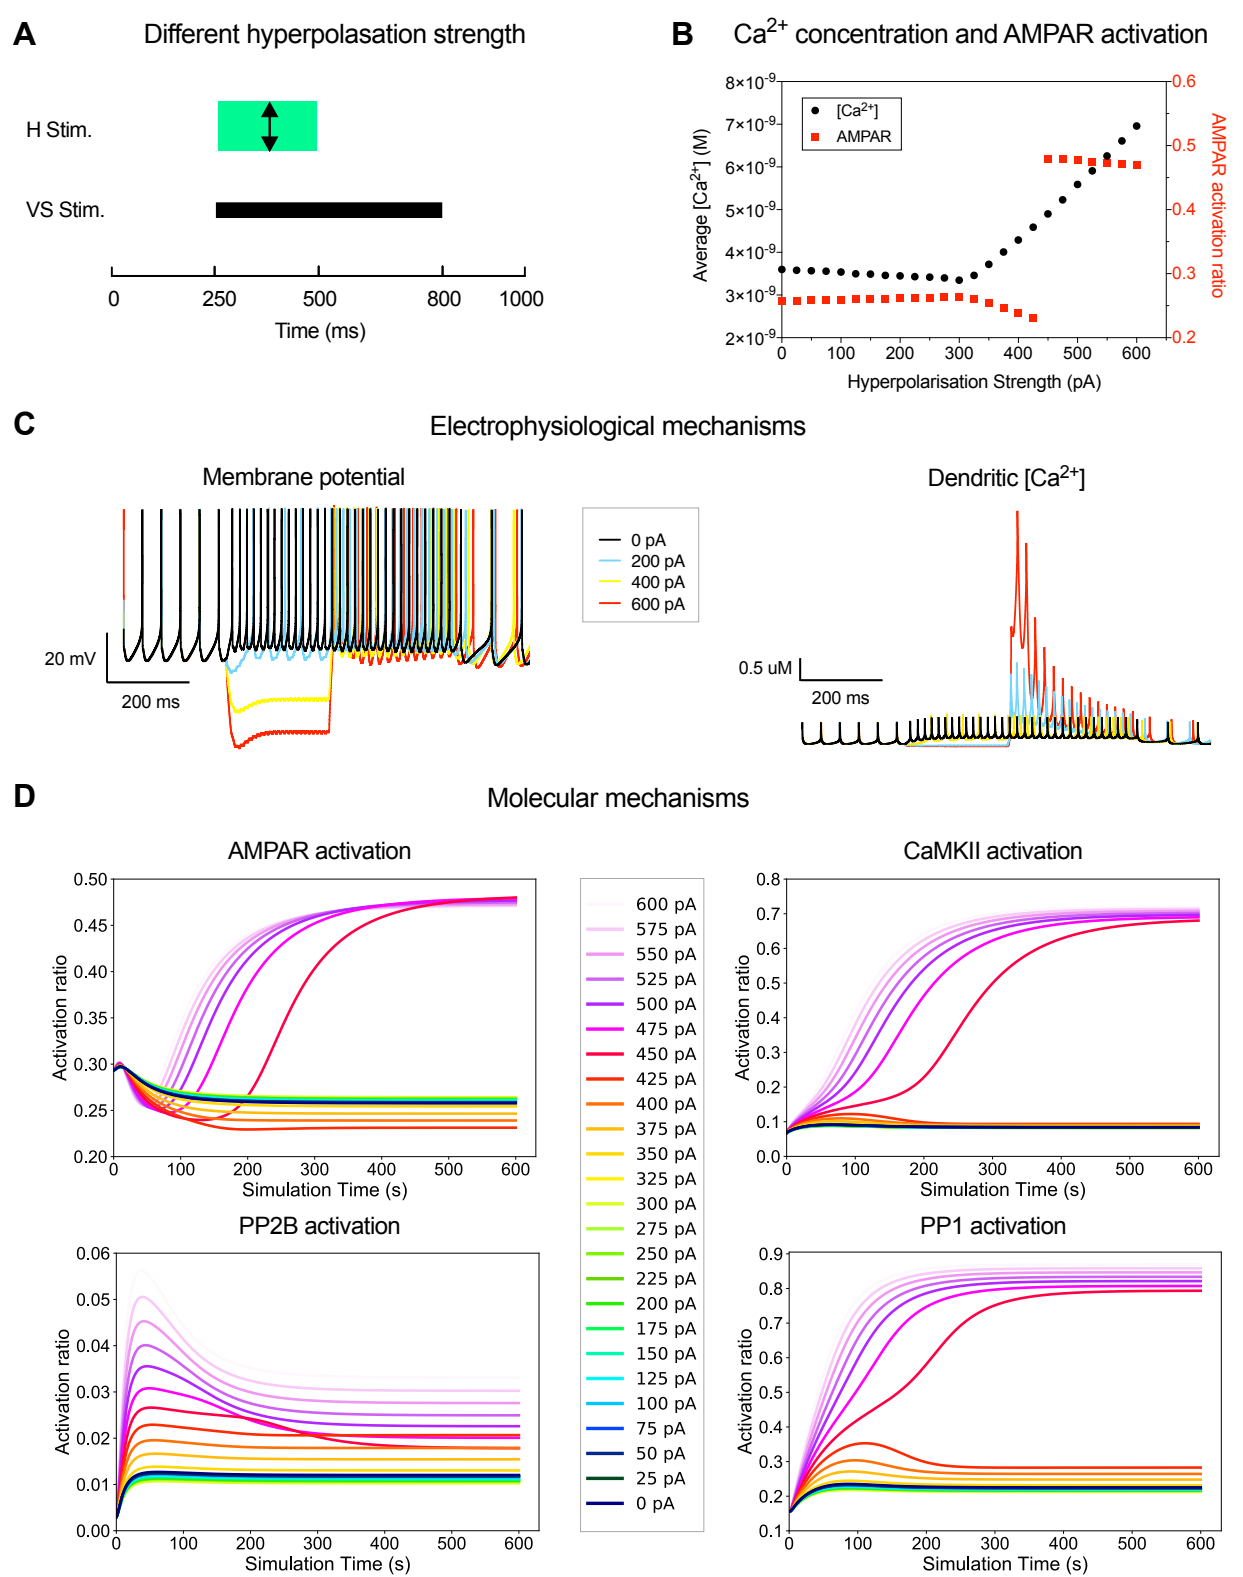 A
Different hyperpolasation strength
H Stim.
VS Stim.
0
250
500
800
1000
Time (ms)
B
Ca2+ concentration and AMPAR activation
[Ca2+]
AMPAR
8×10-9
7×10-9
6×10-9
5×10-9
4×10-9
3×10-9
2×10-9
Average [Ca2+] (M)
0.6
0.5
0.4
0.3
0.2
AMPAR activation ratio
0
100
200
300
400
500
600
Hyperpolarisation Strength (pA)
C
Electrophysiological mechanisms
Membrane potential
20 mV
200 ms
0 pA
200 pA
400 pA
600 pA
Dendritic [Ca2+]
0.5 uM
200 ms
D
Molecular mechanisms
AMPAR activation
0.50
0.45
0.40
0.35
0.30
0.25
0.20
Activation ratio
0
100
200
300
400
500
600
Simulation Time (s)
600 pA
575 pA
550 pA
525 pA
500 pA
475 pA
450 pA
425 pA
400 pA
375 pA
350 pA
325 pA
300 pA
275 pA
250 pA
225 pA
200 pA
175 pA
150 pA
125 pA
100 pA
75 pA
50 pA
25 pA
0 pA
CaMKII activation
0.8
0.7
0.6
0.5
0.4
0.3
0.2
0.1
0.0
Activation ratio
0
100
200
300
400
500
600
Simulation Time (s)
PP2B activation
0.06
0.05
0.04
0.03
0.02
0.01
0.00
Activation ratio
0
100
200
300
400
500
600
Simulation Time (s)
PP1 activation
0.9
0.8
0.7
0.6
0.5
0.4
0.3
0.2
0.1
Activation ratio
0
100
200
300
400
500
600
Simulation Time (s)